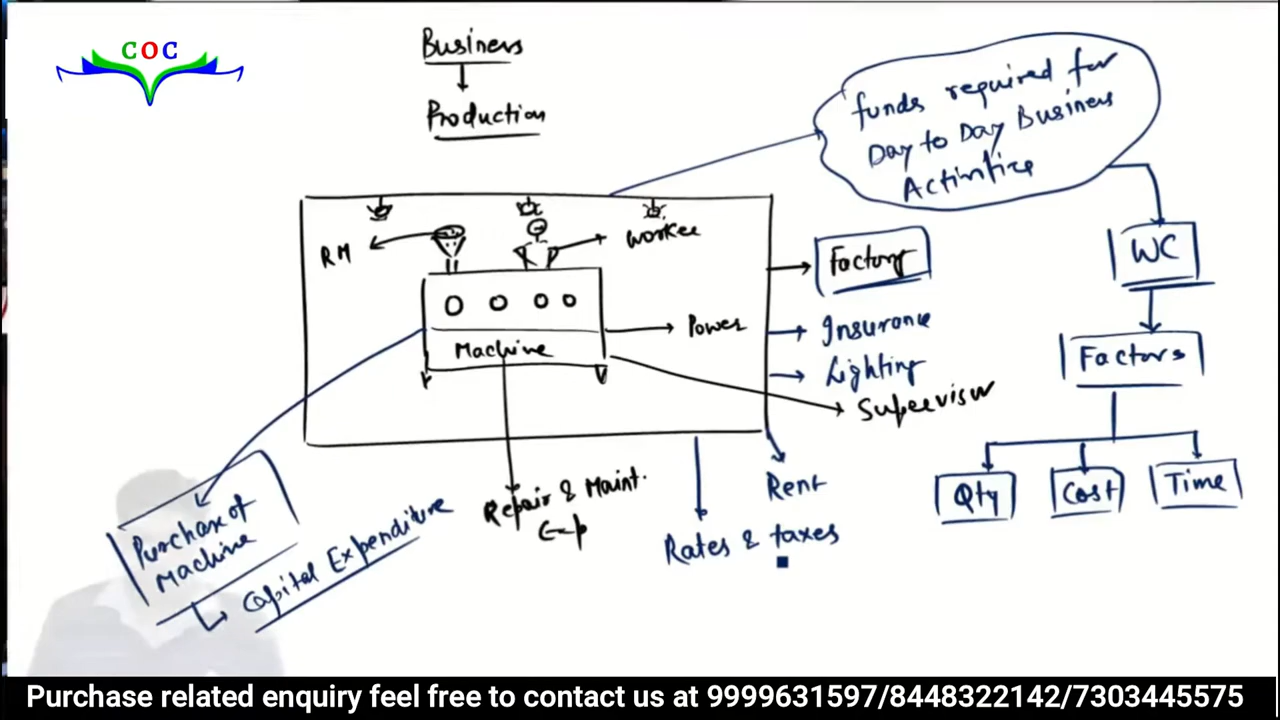 COC
Business
Production
funds required for
Day to Day Business
Activities
RM
Worker
Factory
WC
Power
Insurance
Machine
Lighting
Factors
Supervisor
Rent
Qty
Cost
Time
Repair & Maint.
Exp
Rates & taxes
Purchase of
Machine
Capital Expenditure
Purchase related enquiry feel free to contact us at 9999631597/8448322142/7303445575